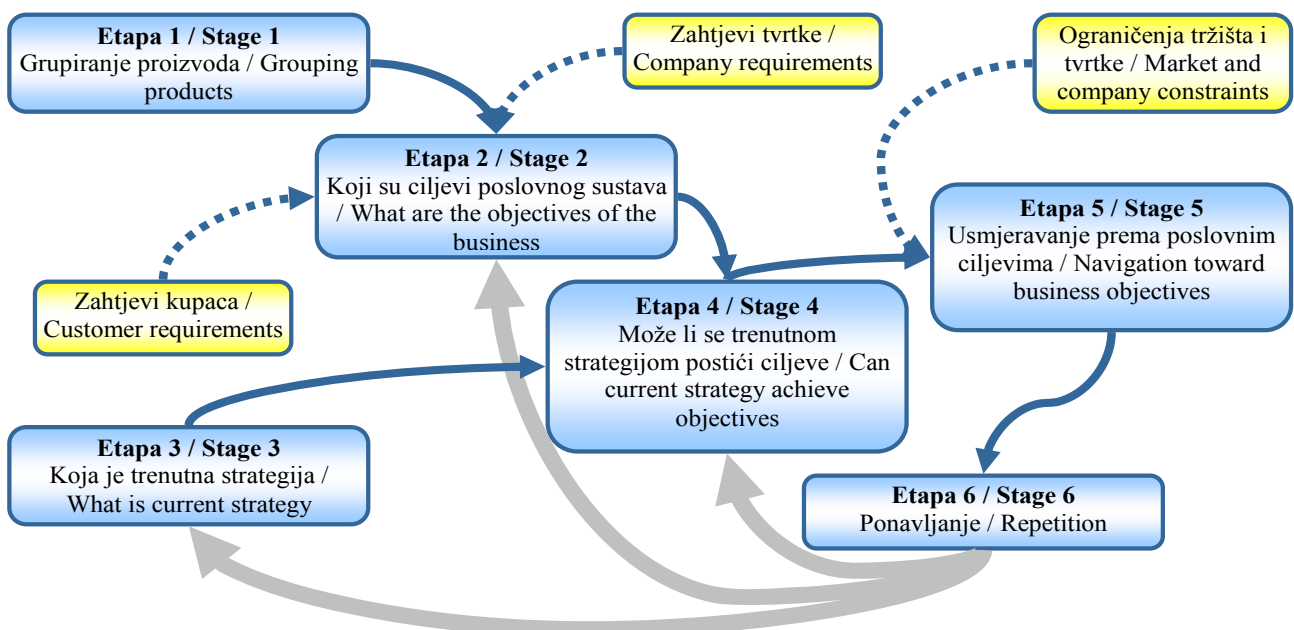 Etapa 1 / Stage 1
Grupiranje proizvoda / Grouping
products
Zahtjevi tvrtke /
Company requirements
Ograničenja tržišta i
tvrtke / Market and
company constraints
Etapa 2 / Stage 2
Koji su ciljevi poslovnog sustava
/ What are the objectives of the
business
Etapa 5 / Stage 5
Usmjeravanje prema poslovnim
ciljevima / Navigation toward
business objectives
Zahtjevi kupaca /
Customer requirements
Etapa 4 / Stage 4
Može li se trenutnom
strategijom postići ciljeve / Can
current strategy achieve
objectives
Etapa 3 / Stage 3
Koja je trenutna strategija /
What is current strategy
Etapa 6 / Stage 6
Ponavljanje / Repetition